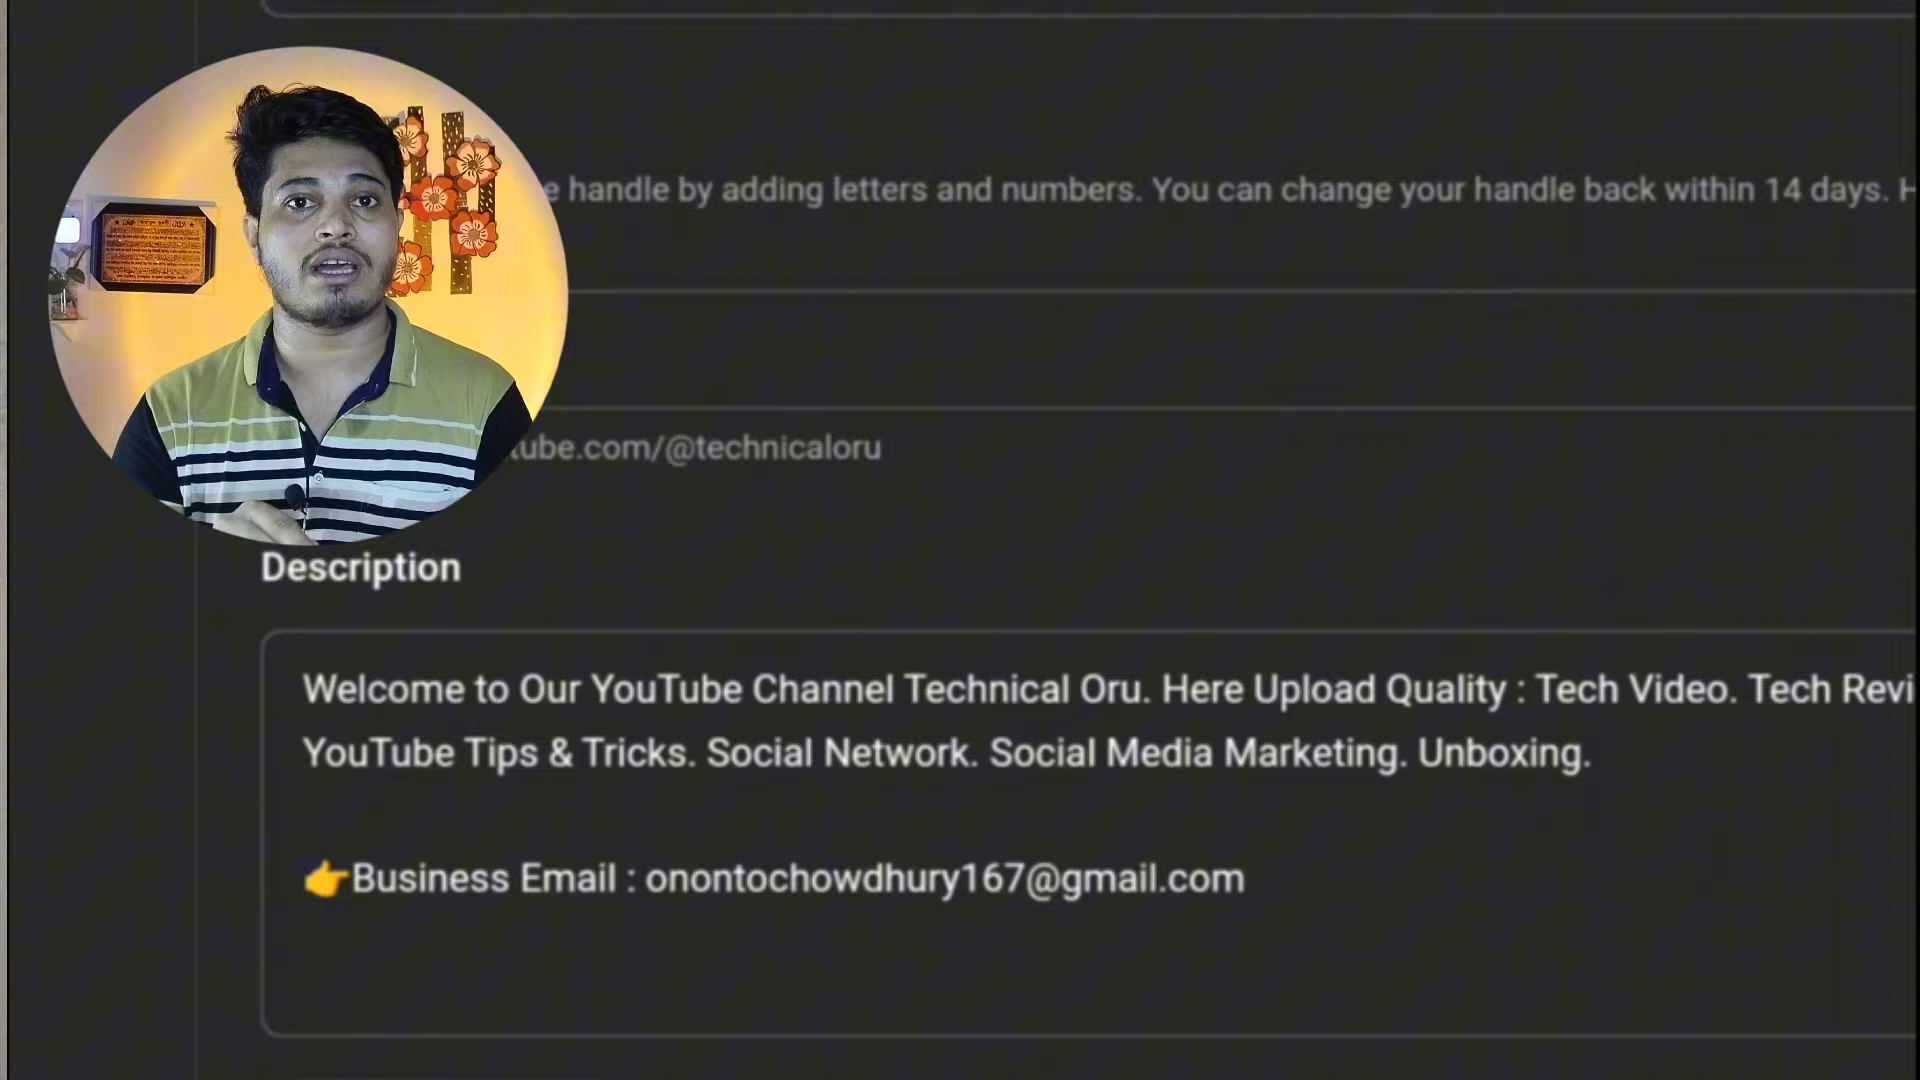 e handle by adding letters and numbers. You can change your handle back within 14 days.
tube.com/@technicaloru
Description
Welcome to Our YouTube Channel Technical Oru. Here Upload Quality : Tech Video. Tech Revi
YouTube Tips & Tricks. Social Network. Social Media Marketing. Unboxing.
👉Business Email : onontochowdhury167@gmail.com